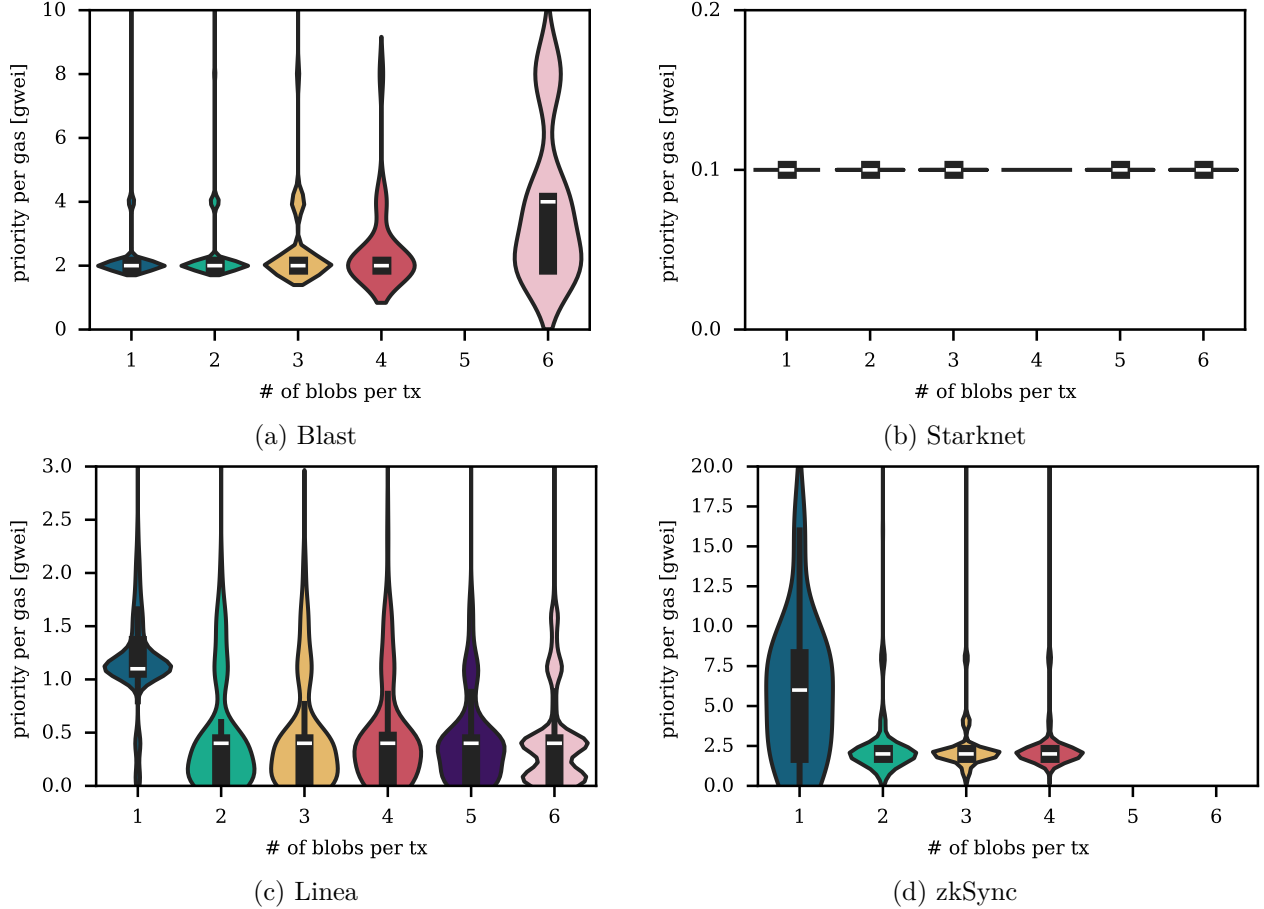 10
8
6
4
2
0
priority per gas [gwei]
1 2 3 4 5 6
# of blobs per tx
(a) Blast
0.2
0.1
0.0
priority per gas [gwei]
1 2 3 4 5 6
# of blobs per tx
(b) Starknet
3.0
2.5
2.0
1.5
1.0
0.5
0.0
priority per gas [gwei]
1 2 3 4 5 6
# of blobs per tx
(c) Linea
20.0
17.5
15.0
12.5
10.0
7.5
5.0
2.5
0.0
priority per gas [gwei]
1 2 3 4 5 6
# of blobs per tx
(d) zkSync